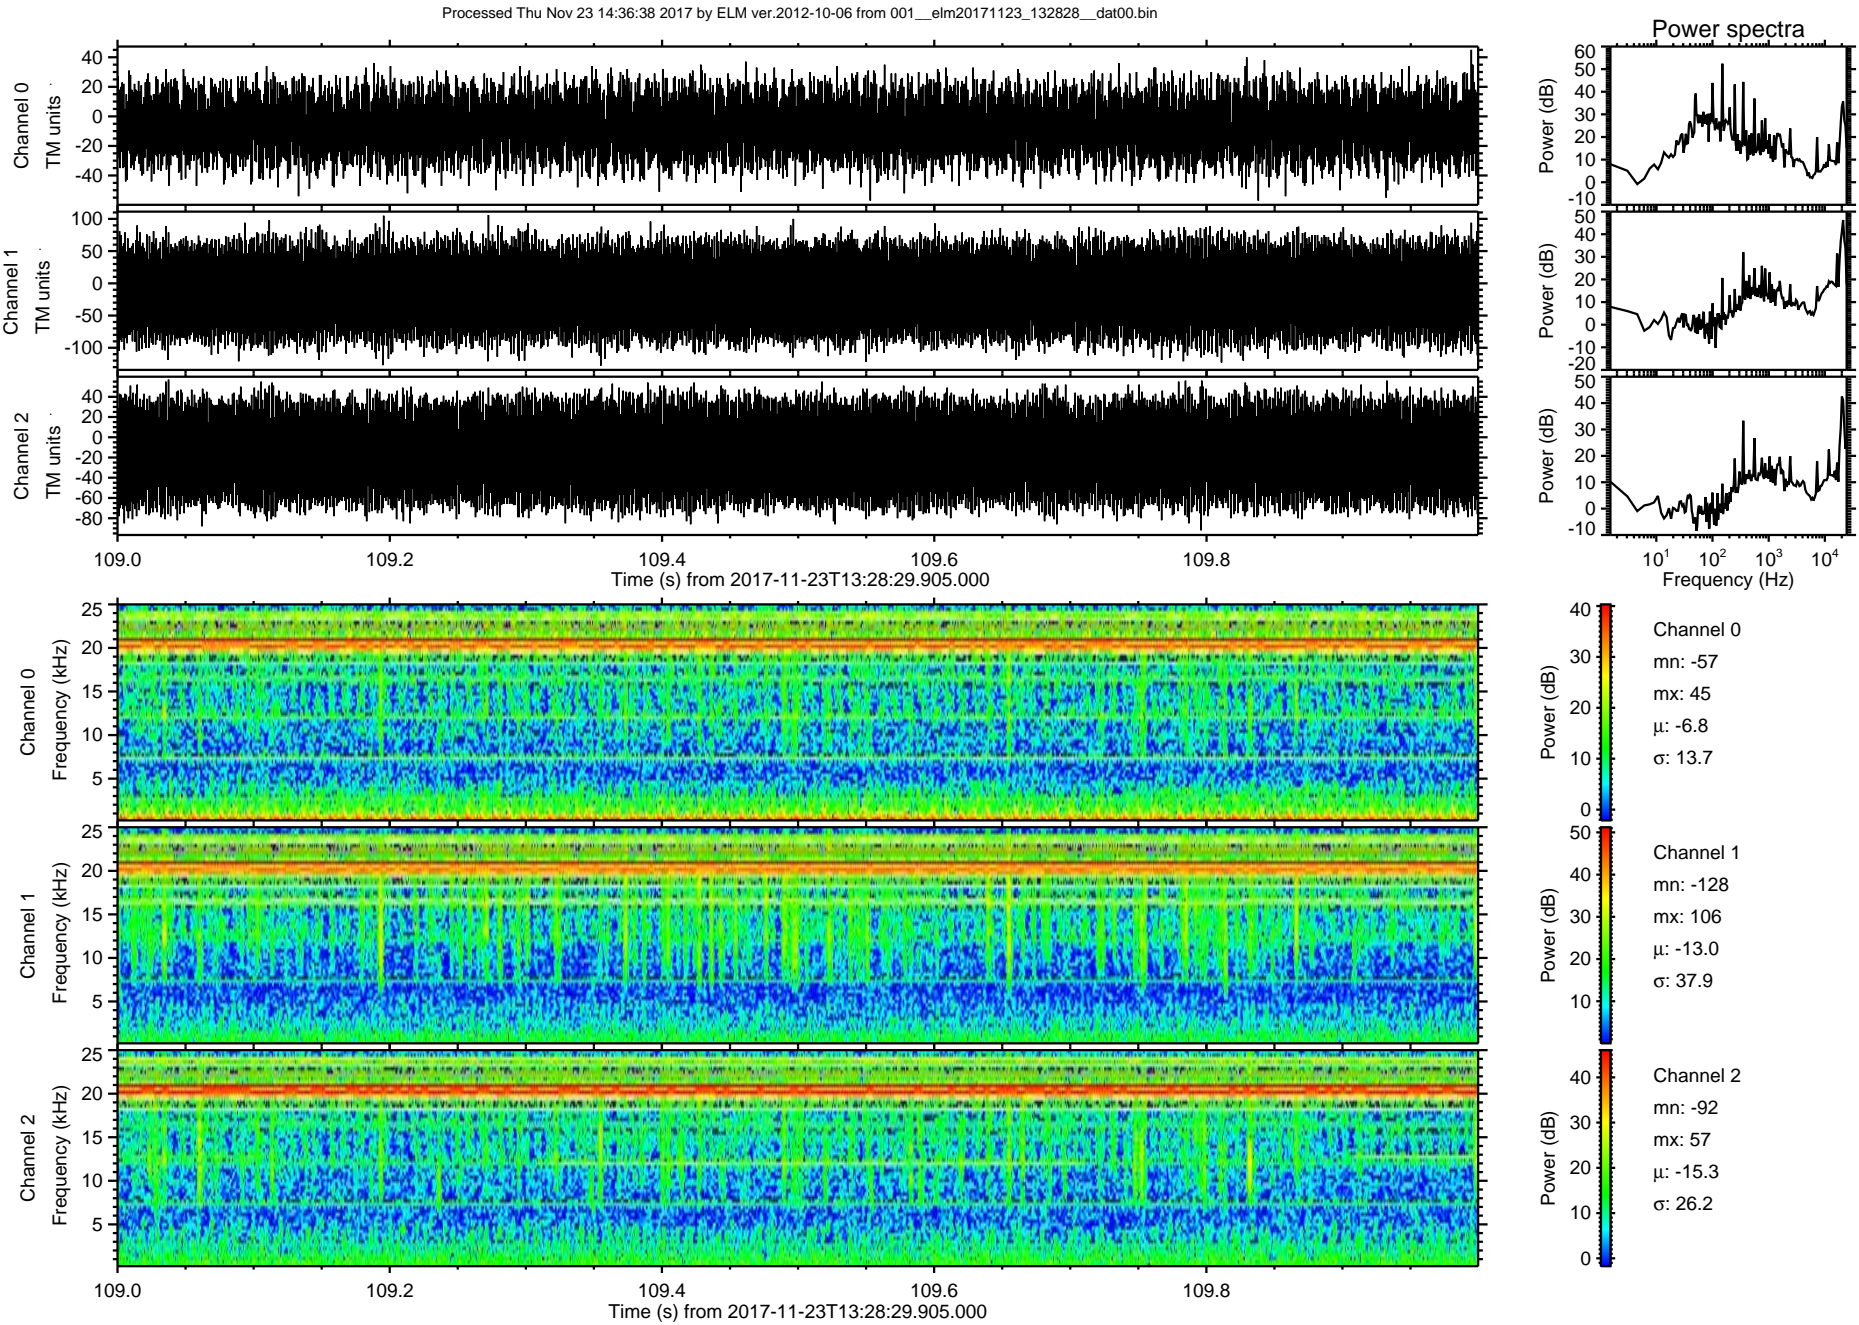 Processed Thu Nov 23 14:36:38 2017 by ELM ver.2012-10-06 from 001__elm20171123_132828__dat00.bin
Power spectra
Channel 0
TM units
40
20
0
-20
-40
Power (dB)
60
50
40
30
20
10
0
-10
Channel 1
TM units
100
50
0
-50
-100
Power (dB)
50
40
30
20
10
0
-10
-20
Channel 2
TM units
40
20
0
-20
-40
-60
-80
Power (dB)
50
40
30
20
10
0
-10
109.0 109.2 109.4 109.6 109.8
Time (s) from 2017-11-23T13:28:29.905.000
10¹ 10² 10³ 10⁴
Frequency (Hz)
Channel 0
Frequency (kHz)
25
20
15
10
5
Power (dB)
40
30
20
10
0
Channel 0
mn: -57
mx: 45
μ: -6.8
σ: 13.7
Channel 1
Frequency (kHz)
25
20
15
10
5
Power (dB)
50
40
30
20
10
Channel 1
mn: -128
mx: 106
μ: -13.0
σ: 37.9
Channel 2
Frequency (kHz)
25
20
15
10
5
Power (dB)
40
30
20
10
0
Channel 2
mn: -92
mx: 57
μ: -15.3
σ: 26.2
109.0 109.2 109.4 109.6 109.8
Time (s) from 2017-11-23T13:28:29.905.000